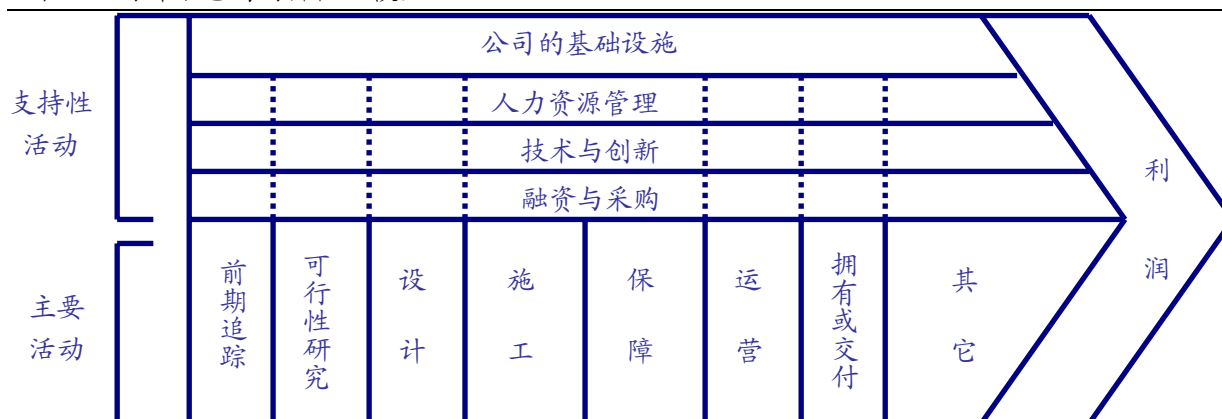 公司的基础设施
支持性
活动
人力资源管理
技术与创新
融资与采购
主要
活动
前期追踪
可行性研究
设计
施工
保障
运营
拥有或交付
其它
利润